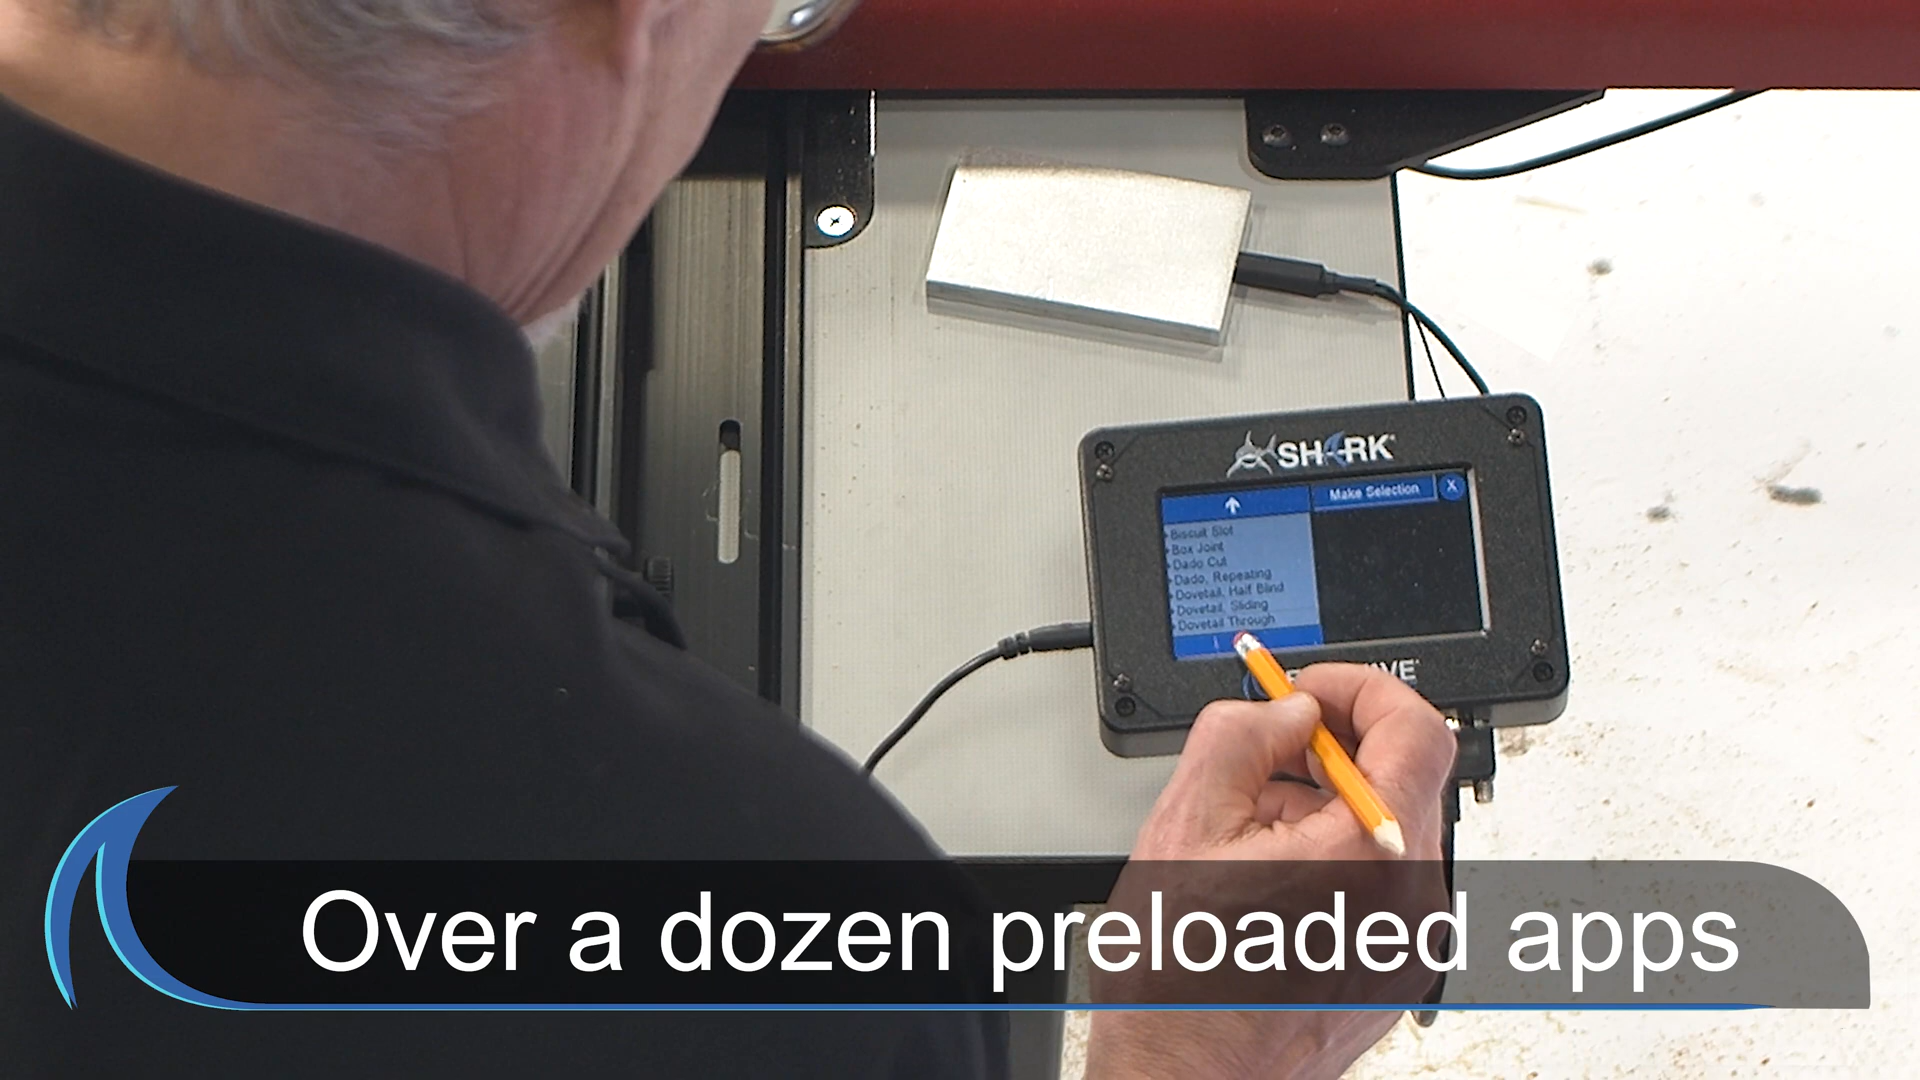 SHARK
Make Selection X
Biscuit Slot
Box Joint
Dado Cut
Dado, Repeating
Dovetail, Half Blind
Dovetail, Sliding
Dovetail Through
Over a dozen preloaded apps